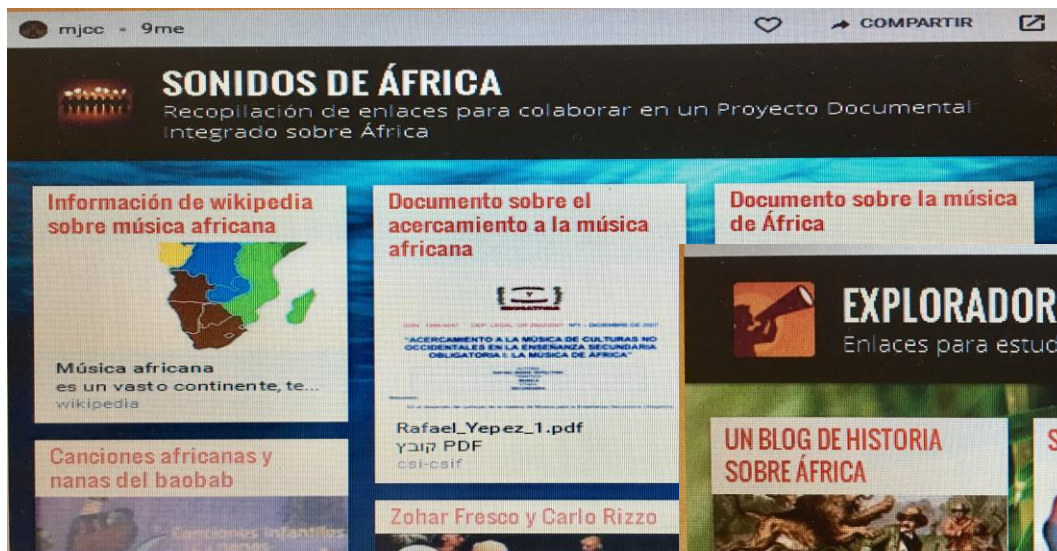 mjcc - 9me
COMPARTIR
SONIDOS DE ÁFRICA
Recopilación de enlaces para colaborar en un Proyecto Documental
Integrado sobre África
Información de wikipedia
sobre música africana
Música africana
es un vasto continente, te...
wikipedia
Canciones africanas y
nanas del baobab
Canciones Infantiles
Documento sobre el
acercamiento a la música
africana
"ACERCAMIENTO A LA MÚSICA DE CULTURAS NO
OCCIDENTALES EN LA ENSEÑANZA SECUNDARIA
OBLIGATORIA I: LA MÚSICA DE ÁFRICA"
Rafael_Yepez_1.pdf
קובץ PDF
csi-csif
Zohar Fresco y Carlo Rizzo
Documento sobre la música
de África
EXPLORADOR
Enlaces para estud
UN BLOG DE HISTORIA
SOBRE ÁFRICA
S